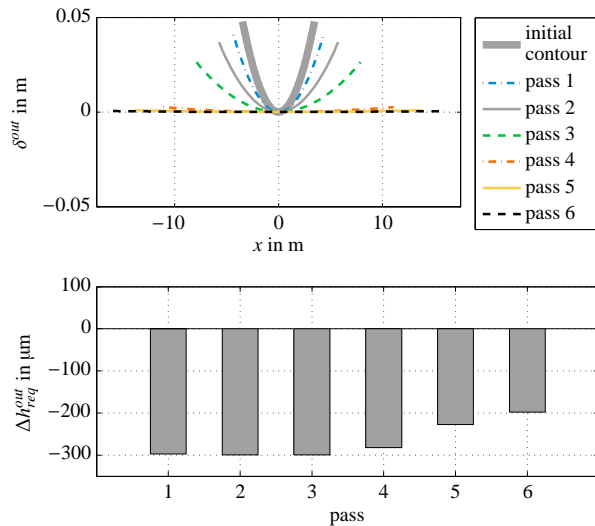 0.05
0
−0.05
δ^out in m
−10
0
10
x in m
initial
contour
pass 1
pass 2
pass 3
pass 4
pass 5
pass 6
100
0
−100
−200
−300
Δh^out_req in µm
1
2
3
4
5
6
pass